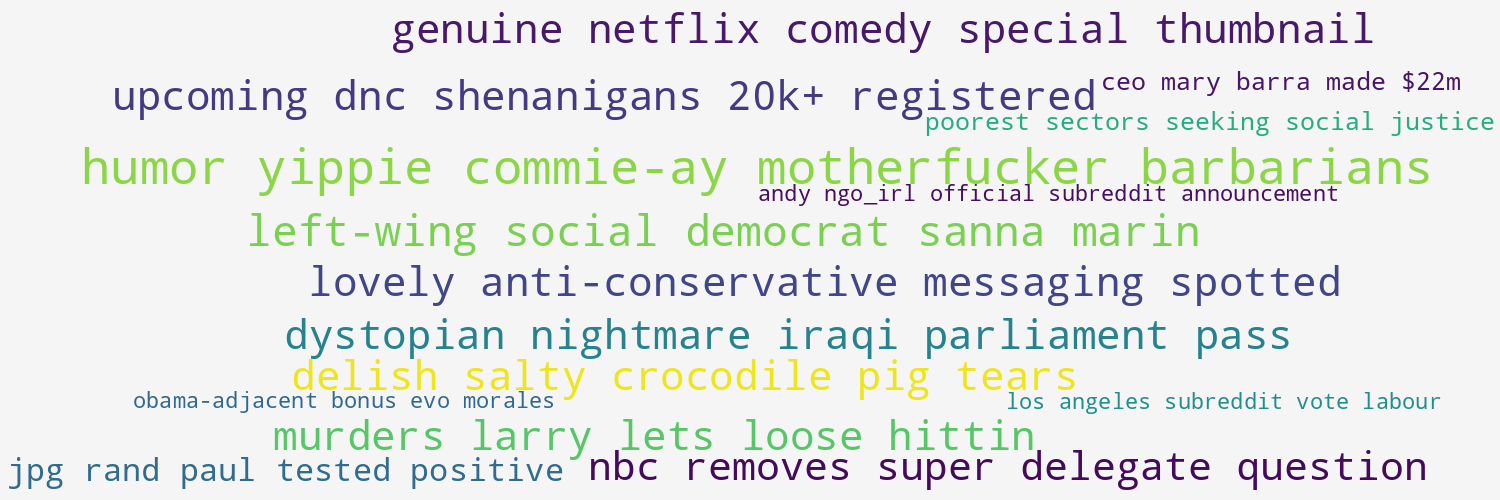 genuine netflix comedy special thumbnail
upcoming dnc shenanigans 20k+ registered
ceo mary barra made $22m
poorest sectors seeking social justice
humor yippie commie-ay motherfucker barbarians
andy ngo_irl official subreddit announcement
left-wing social democrat sanna marin
lovely anti-conservative messaging spotted
dystopian nightmare iraqi parliament pass
delish salty crocodile pig tears
obama-adjacent bonus evo morales
los angeles subreddit vote labour
murders larry lets loose hittin
jpg rand paul tested positive
nbc removes super delegate question